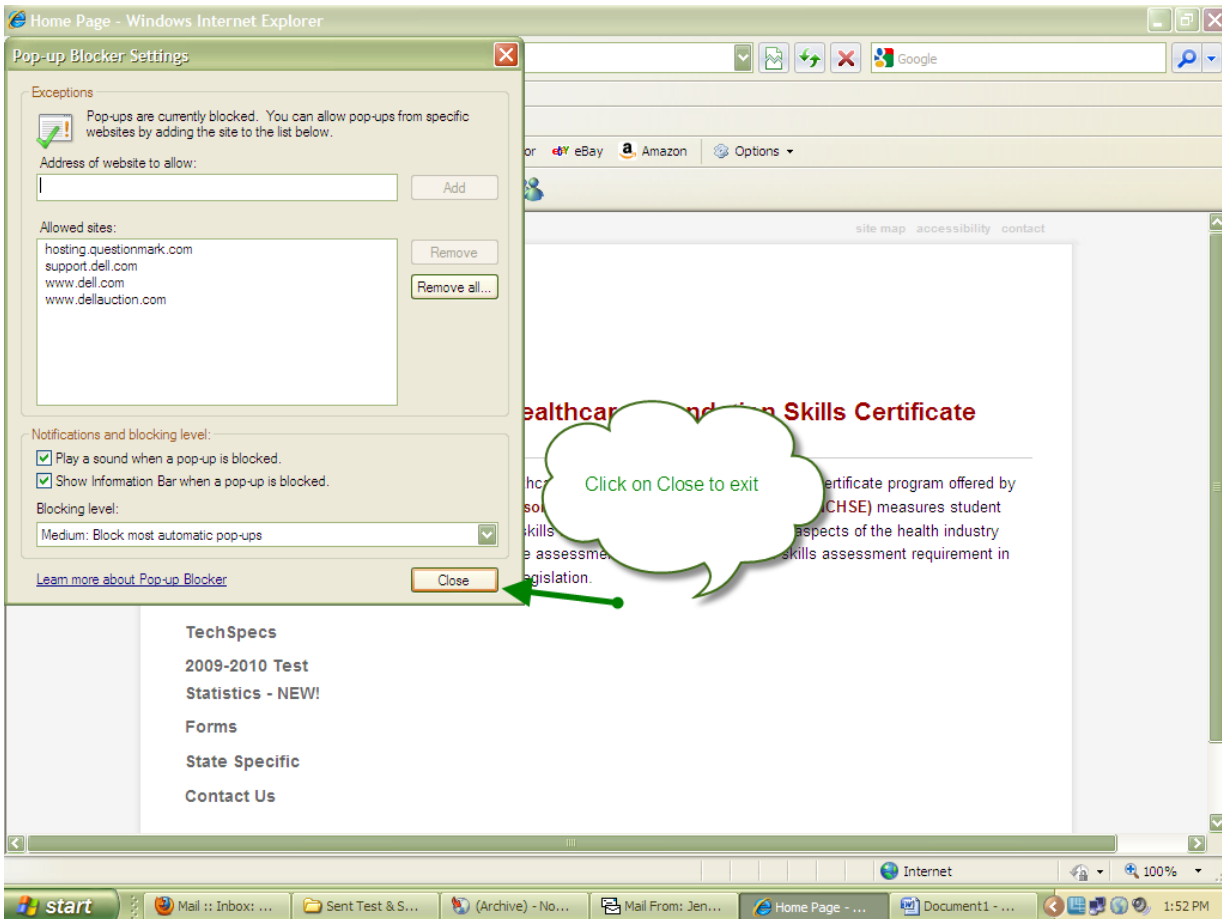 Home Page - Windows Internet Explorer
Pop-up Blocker Settings
Google
Exceptions
Pop-ups are currently blocked. You can allow pop-ups from specific
websites by adding the site to the list below.
Address of website to allow:
Add
or eBay Amazon Options
Allowed sites:
hosting.questionmark.com
support.dell.com
www.dell.com
www.dellauction.com
Remove
Remove all...
site map accessibility contact
Notifications and blocking level:
Play a sound when a pop-up is blocked.
Show Information Bar when a pop-up is blocked.
Blocking level:
Medium: Block most automatic pop-ups
Learn more about Pop-up Blocker
Close
Skills Certificate
Click on Close to exit
certificate program offered by
CHSE) measures student
skills aspects of the health industry
e skills assessment requirement in
egislation.
TechSpecs
2009-2010 Test
Statistics - NEW!
Forms
State Specific
Contact Us
Internet
100%
start
Mail :: Inbox: ...
Sent Test & S...
(Archive) - No...
Mail From: Jen...
Home Page - ...
Document1 - ...
1:52 PM